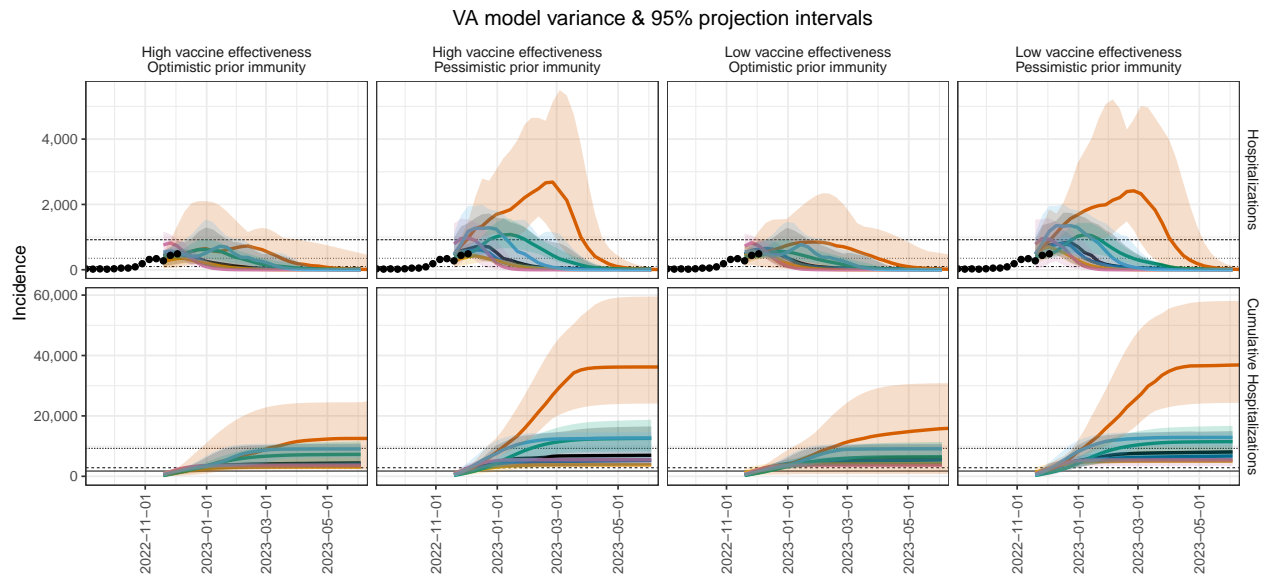 VA model variance & 95% projection intervals
High vaccine effectiveness
Optimistic prior immunity
High vaccine effectiveness
Pessimistic prior immunity
Low vaccine effectiveness
Optimistic prior immunity
Low vaccine effectiveness
Pessimistic prior immunity
Incidence
4,000
2,000
0
Hospitalizations
60,000
40,000
20,000
0
Cumulative Hospitalizations
2022−11−01
2023−01−01
2023−03−01
2023−05−01
2022−11−01
2023−01−01
2023−03−01
2023−05−01
2022−11−01
2023−01−01
2023−03−01
2023−05−01
2022−11−01
2023−01−01
2023−03−01
2023−05−01